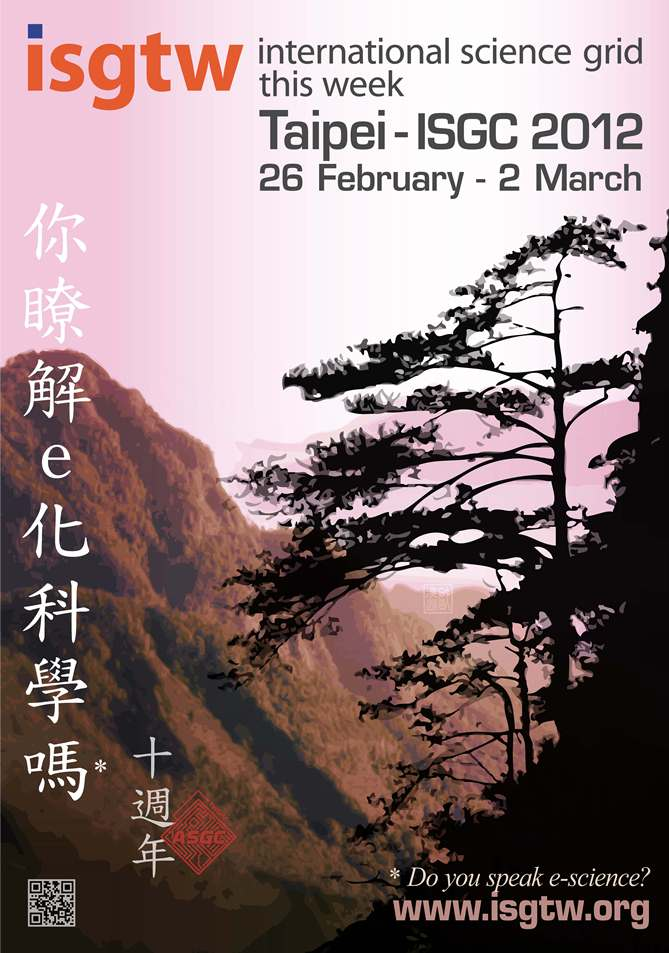 isgtw
international science grid
this week
Taipei - ISGC 2012
26 February - 2 March
你瞭解e化科學嗎*
十週年
ASGC
* Do you speak e-science?
www.isgtw.org